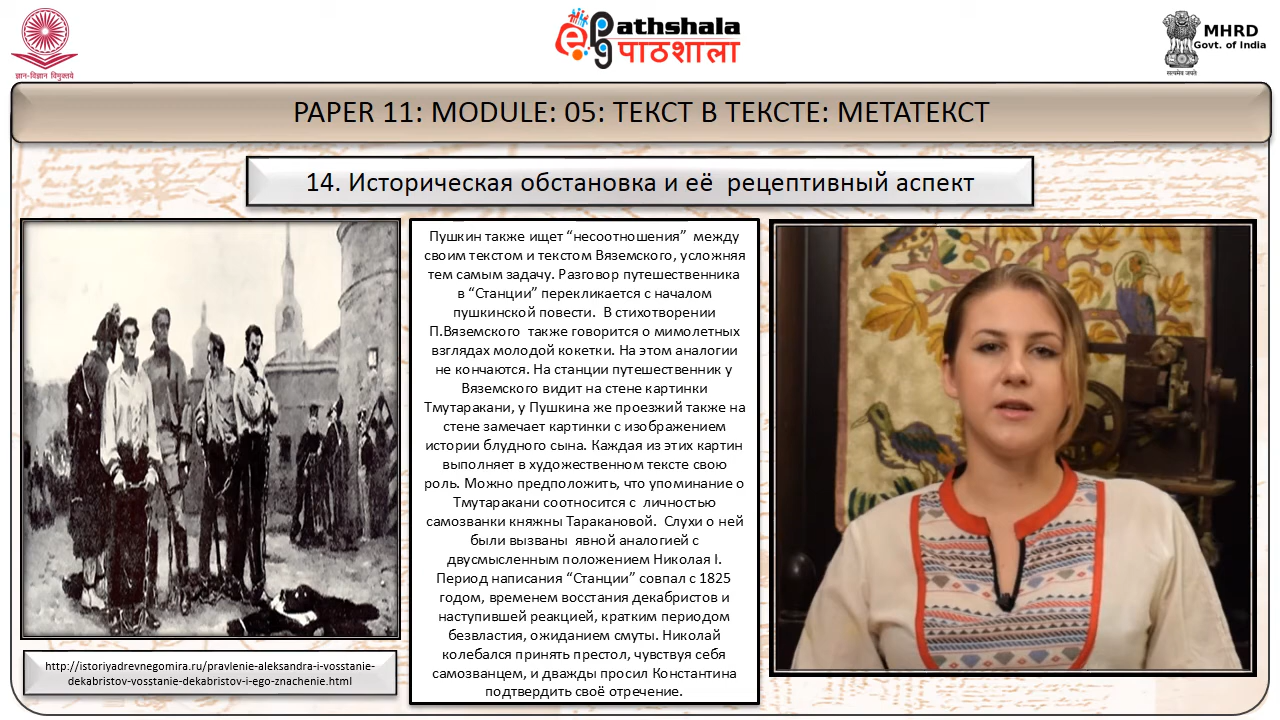 ज्ञान-विज्ञान विमुक्तये
ePathshala
पाठशाला
MHRD
Govt. of India
सत्यमेव जयते
PAPER 11: MODULE: 05: ТЕКСТ В ТЕКСТЕ: МЕТАТЕКСТ
14. Историческая обстановка и её рецептивный аспект
Пушкин также ищет “несоотношения” между
своим текстом и текстом Вяземского, усложняя
тем самым задачу. Разговор путешественника
в “Станции” перекликается с началом
пушкинской повести. В стихотворении
П.Вяземского также говорится о мимолетных
взглядах молодой кокетки. На этом аналогии
не кончаются. На станции путешественник у
Вяземского видит на стене картинки
Тмутаракани, у Пушкина же проезжий также на
стене замечает картинки с изображением
истории блудного сына. Каждая из этих картин
выполняет в художественном тексте свою
роль. Можно предположить, что упоминание о
Тмутаракани соотносится с личностью
самозванки княжны Таракановой. Слухи о ней
были вызваны явной аналогией с
двусмысленным положением Николая I.
Период написания “Станции” совпал с 1825
годом, временем восстания декабристов и
наступившей реакцией, кратким периодом
безвластия, ожиданием смуты. Николай
колебался принять престол, чувствуя себя
самозванцем, и дважды просил Константина
подтвердить своё отречение.
http://istoriyadrevnegomira.ru/pravlenie-aleksandra-i-vosstanie-
dekabristov-vosstanie-dekabristov-i-ego-znachenie.html